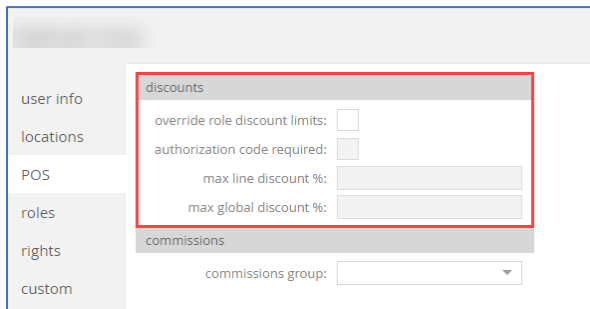 user info
locations
POS
roles
rights
custom
discounts
override role discount limits:
authorization code required:
max line discount %:
max global discount %:
commissions
commissions group: